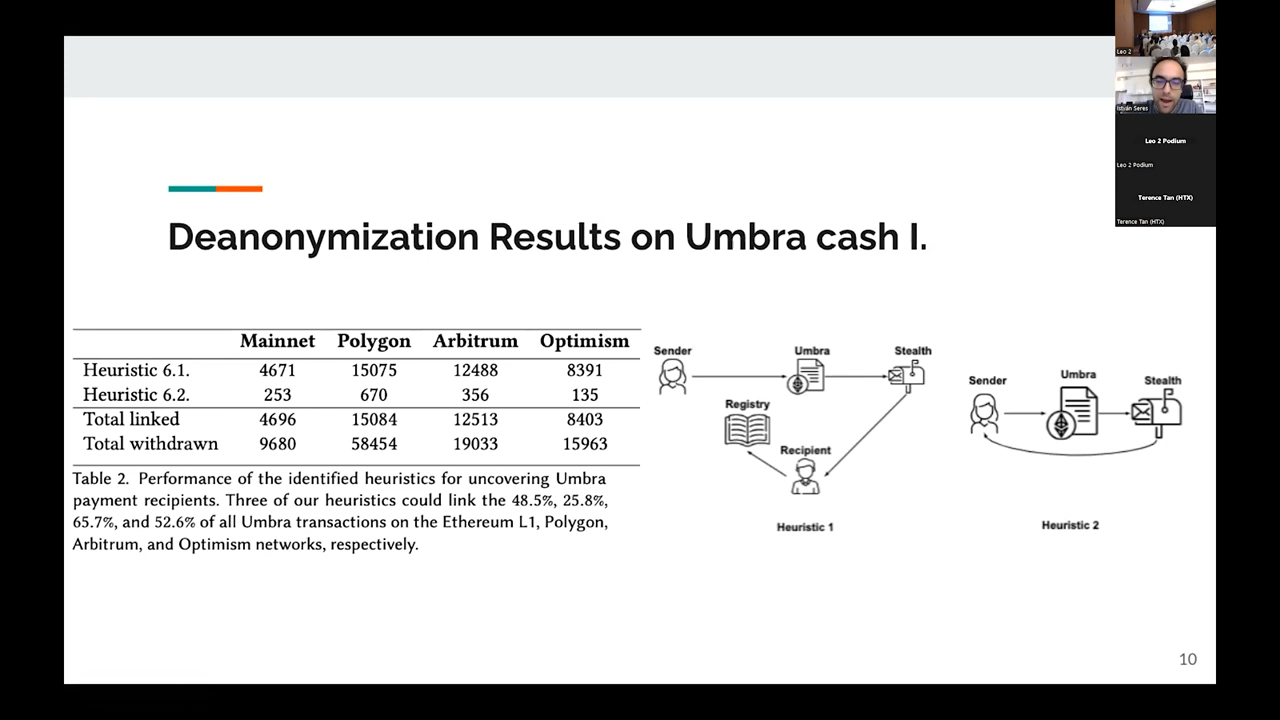 Deanonymization Results on Umbra cash I.
Mainnet Polygon Arbitrum Optimism
Heuristic 6.1. 4671 15075 12488 8391
Heuristic 6.2. 253 670 356 135
Total linked 4696 15084 12513 8403
Total withdrawn 9680 58454 19033 15963
Table 2. Performance of the identified heuristics for uncovering Umbra
payment recipients. Three of our heuristics could link the 48.5%, 25.8%,
65.7%, and 52.6% of all Umbra transactions on the Ethereum L1, Polygon,
Arbitrum, and Optimism networks, respectively.
Sender Umbra Stealth
Registry
Recipient
Heuristic 1
Sender Umbra Stealth
Heuristic 2
10
Leo 2
István Seres
Leo 2 Podium
Leo 2 Podium
Terence Tan (HTX)
Terence Tan (HTX)